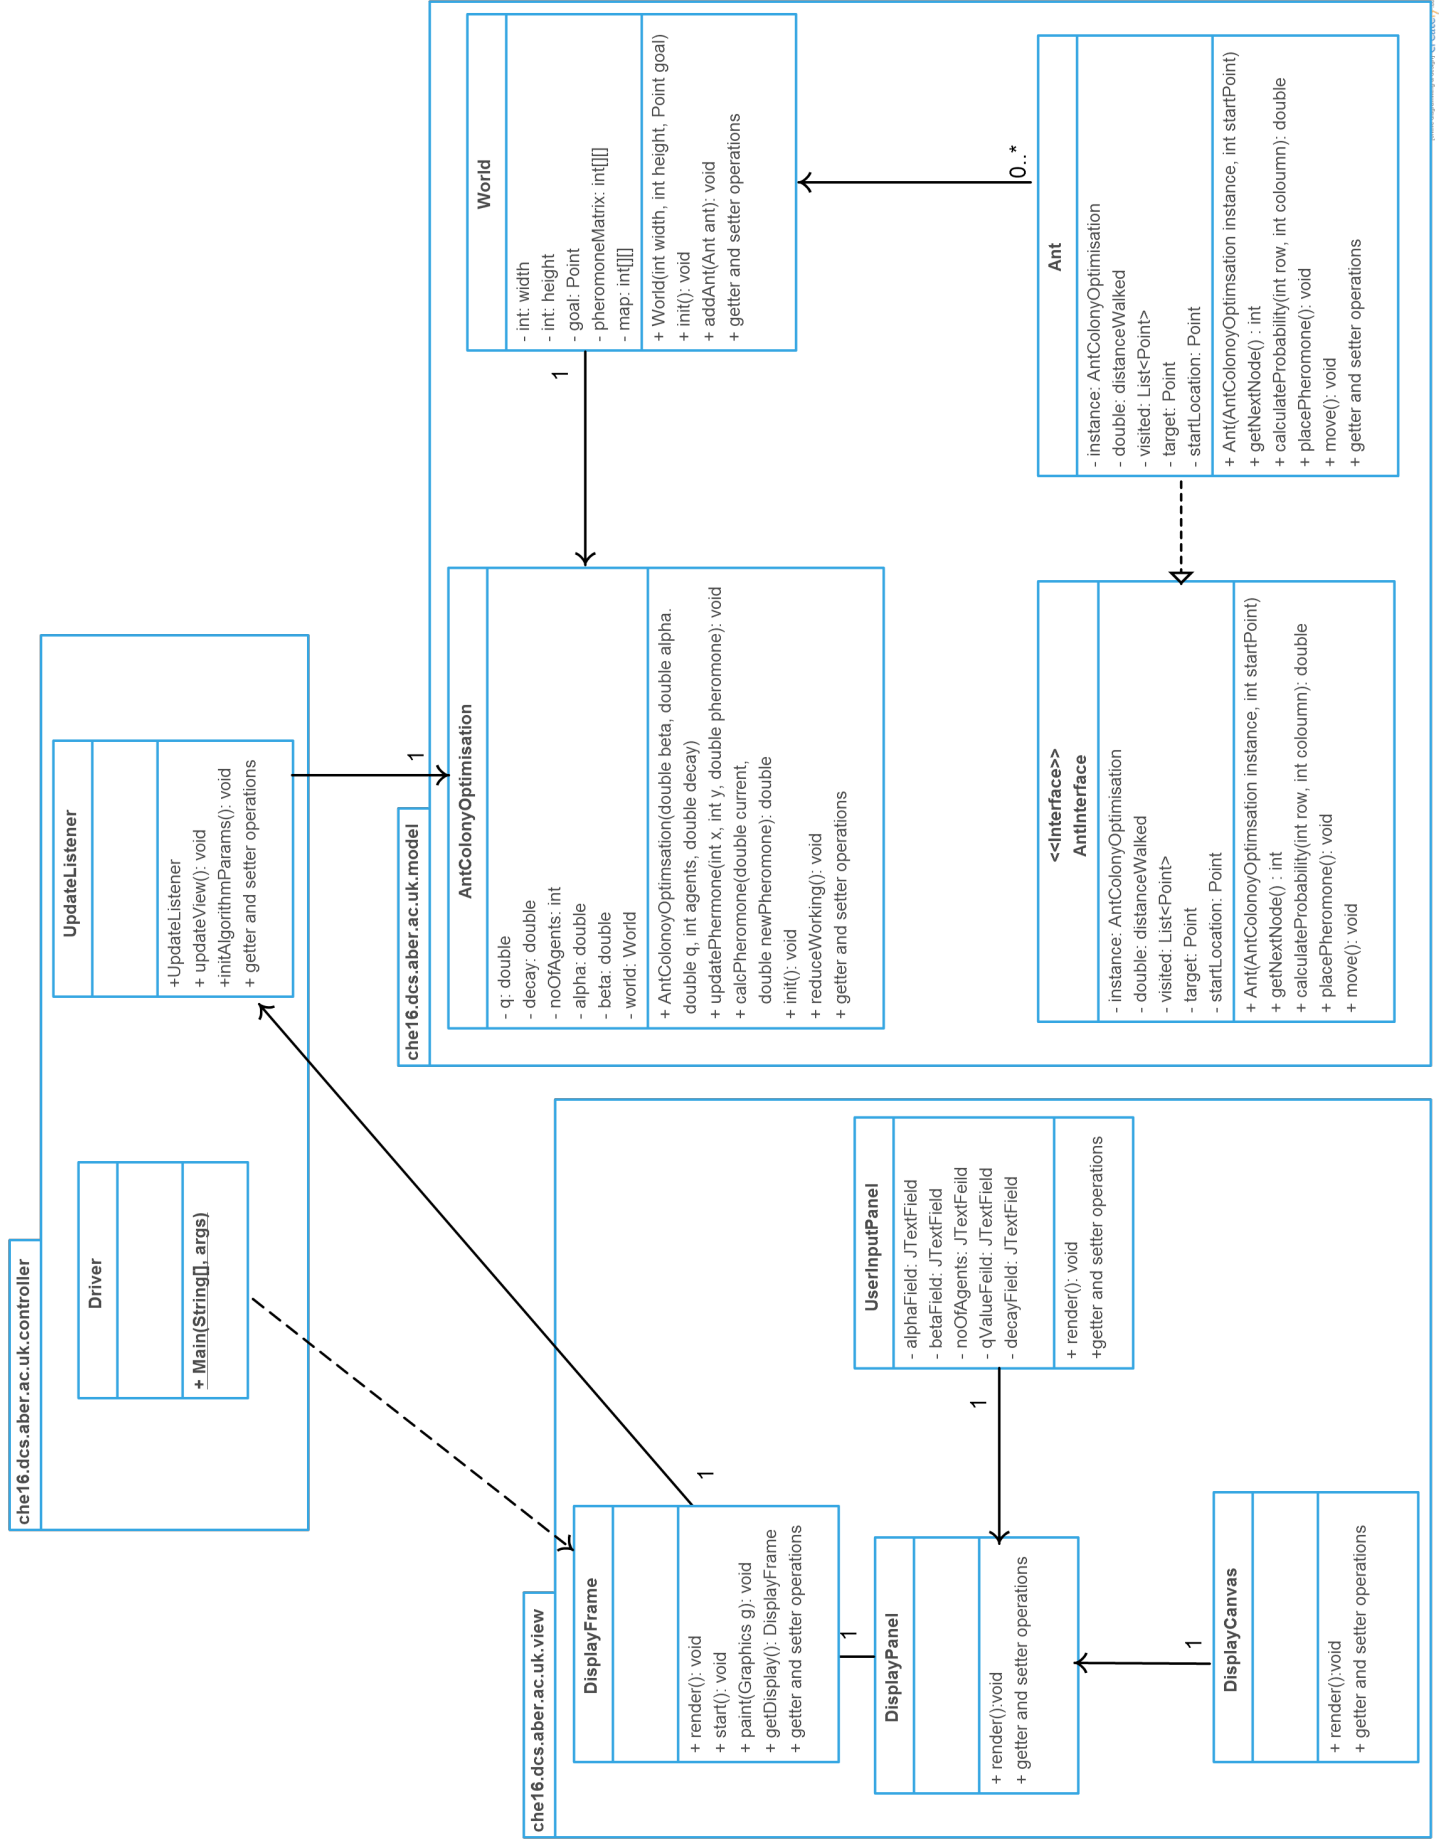 che16.dcs.aber.ac.uk.controller
Driver
+ Main(String[], args)
UpdateListener
+UpdateListener
+ updateView(): void
+initAlgorithmParams(): void
+ getter and setter operations
che16.dcs.aber.ac.uk.view
DisplayFrame
+ render(): void
+ start(): void
+ paint(Graphics g): void
+ getDisplay(): DisplayFrame
+ getter and setter operations
1
1
DisplayPanel
+ render():void
+ getter and setter operations
1
UserInputPanel
- alphaField: JTextField
- betaField: JTextField
- noOfAgents: JTextFeild
- qValueFeild: JTextField
- decayField: JTextField
+ render(): void
+getter and setter operations
1
DisplayCanvas
+ render():void
+ getter and setter operations
che16.dcs.aber.ac.uk.model
1
AntColonyOptimisation
- q: double
- decay: double
- noOfAgents: int
- alpha: double
- beta: double
- world: World
+ AntColonoyOptimsation(double beta, double alpha.
double q, int agents, double decay)
+ updatePhermone(int x, int y, double pheromone): void
+ calcPheromone(double current,
double newPheromone): double
+ init(): void
+ reduceWorking(): void
+ getter and setter operations
1
World
- int: width
- int: height
- goal: Point
- pheromoneMatrix: int[][]
- map: int[][]
+ World(int width, int height, Point goal)
+ init(): void
+ addAnt(Ant ant): void
+ getter and setter operations
0..*
<<Interface>>
AntInterface
- instance: AntColonyOptimisation
- double: distanceWalked
- visited: List<Point>
- target: Point
- startLocation: Point
+ Ant(AntColonoyOptimsation instance, int startPoint)
+ getNextNode() : int
+ calculateProbability(int row, int coloumn): double
+ placePheromone(): void
+ move(): void
Ant
- instance: AntColonyOptimisation
- double: distanceWalked
- visited: List<Point>
- target: Point
- startLocation: Point
+ Ant(AntColonoyOptimsation instance, int startPoint)
+ getNextNode() : int
+ calculateProbability(int row, int coloumn): double
+ placePheromone(): void
+ move(): void
+ getter and setter operations